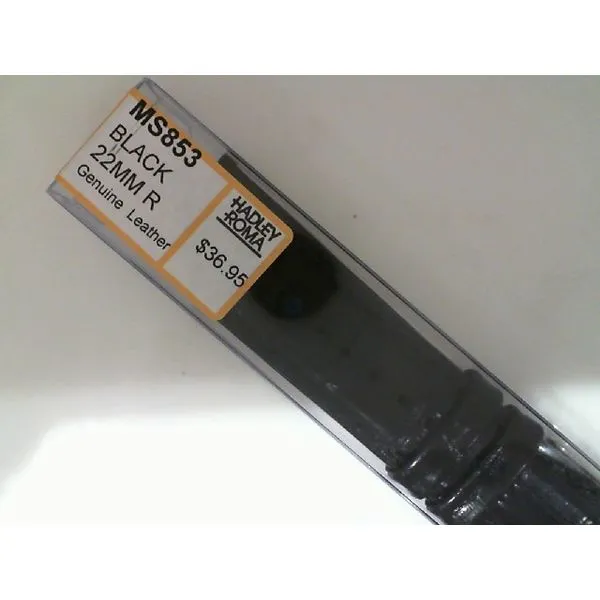 MS853
BLACK
22MM R
Genuine Leather
HADLEY
ROMA
$36.95